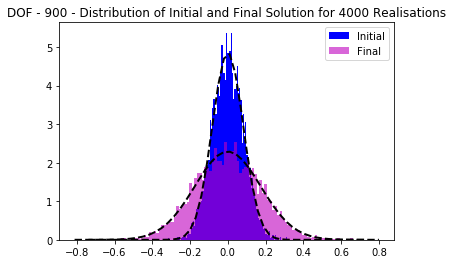 DOF - 900 - Distribution of Initial and Final Solution for 4000 Realisations
Initial
Final
5
4
3
2
1
0
−0.8 −0.6 −0.4 −0.2 0.0 0.2 0.4 0.6 0.8